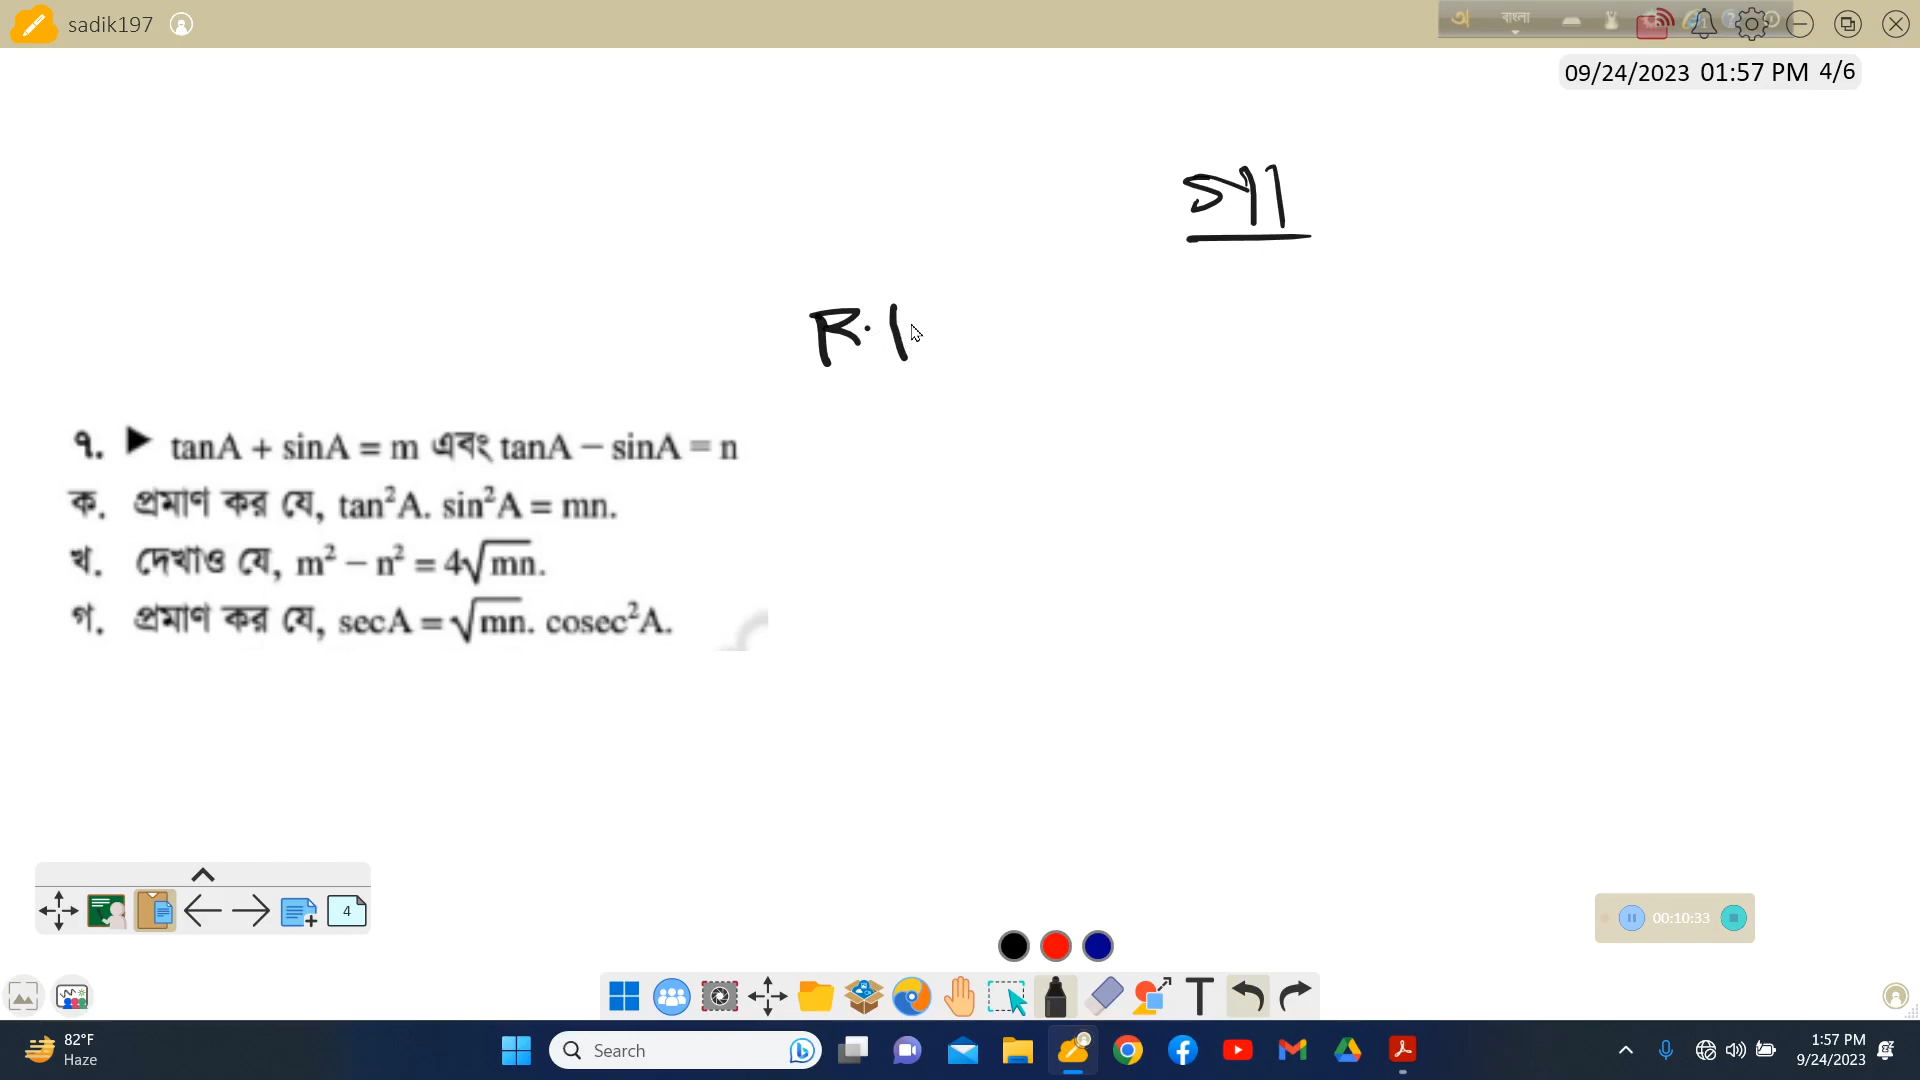 sadik197
বাংলা
09/24/2023 01:57 PM 4/6
R.
৭. ▶ tanA + sinA = m এবং tanA − sinA = n
ক. প্রমাণ কর যে, tan²A. sin²A = mn.
খ. দেখাও যে, m² − n² = 4√mn.
গ. প্রমাণ কর যে, secA = √mn. cosec²A.
4
00:10:33
82°F
Haze
Search
1:57 PM
9/24/2023